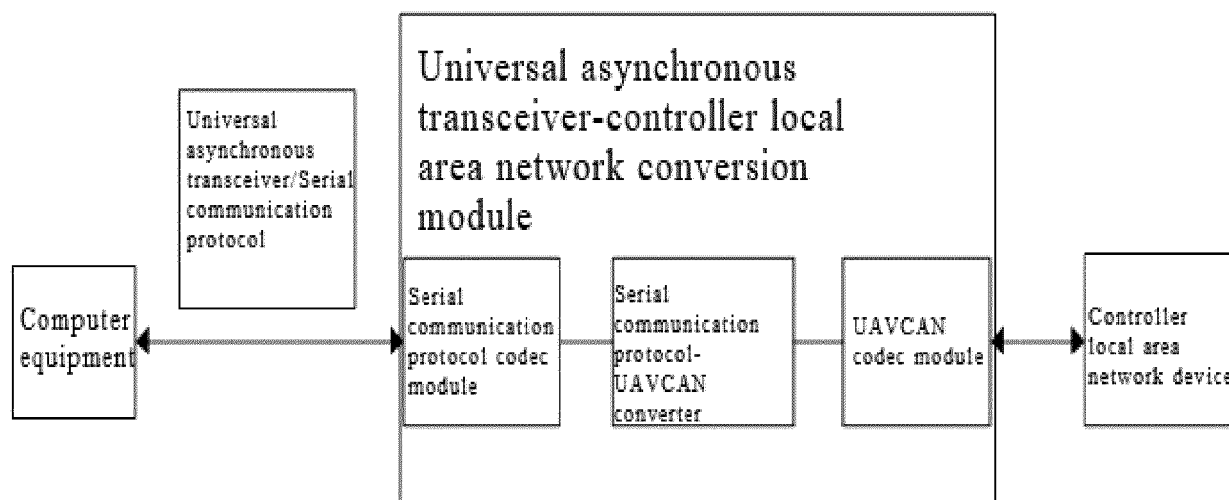 Universal asynchronous
transceiver-controller local
area network conversion
module
Universal
asynchronous
transceiver/Serial
communication
protocol
Computer
equipment
Serial
communication
protocol codec
module
Serial
communication
protocol-
UAVCAN
converter
UAVCAN
codec module
Controller
local area
network device